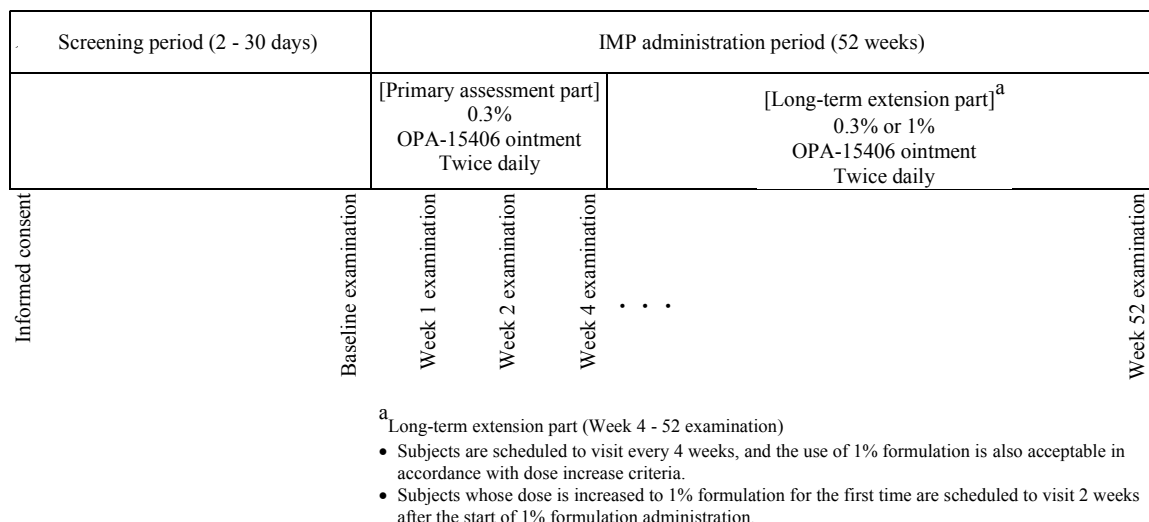 Screening period (2 - 30 days)
IMP administration period (52 weeks)
[Primary assessment part]
0.3%
OPA-15406 ointment
Twice daily
[Long-term extension part]a
0.3% or 1%
OPA-15406 ointment
Twice daily
Informed consent
Baseline examination
Week 1 examination
Week 2 examination
Week 4 examination
. . .
Week 52 examination
aLong-term extension part (Week 4 - 52 examination)
• Subjects are scheduled to visit every 4 weeks, and the use of 1% formulation is also acceptable in
accordance with dose increase criteria.
• Subjects whose dose is increased to 1% formulation for the first time are scheduled to visit 2 weeks
after the start of 1% formulation administration.